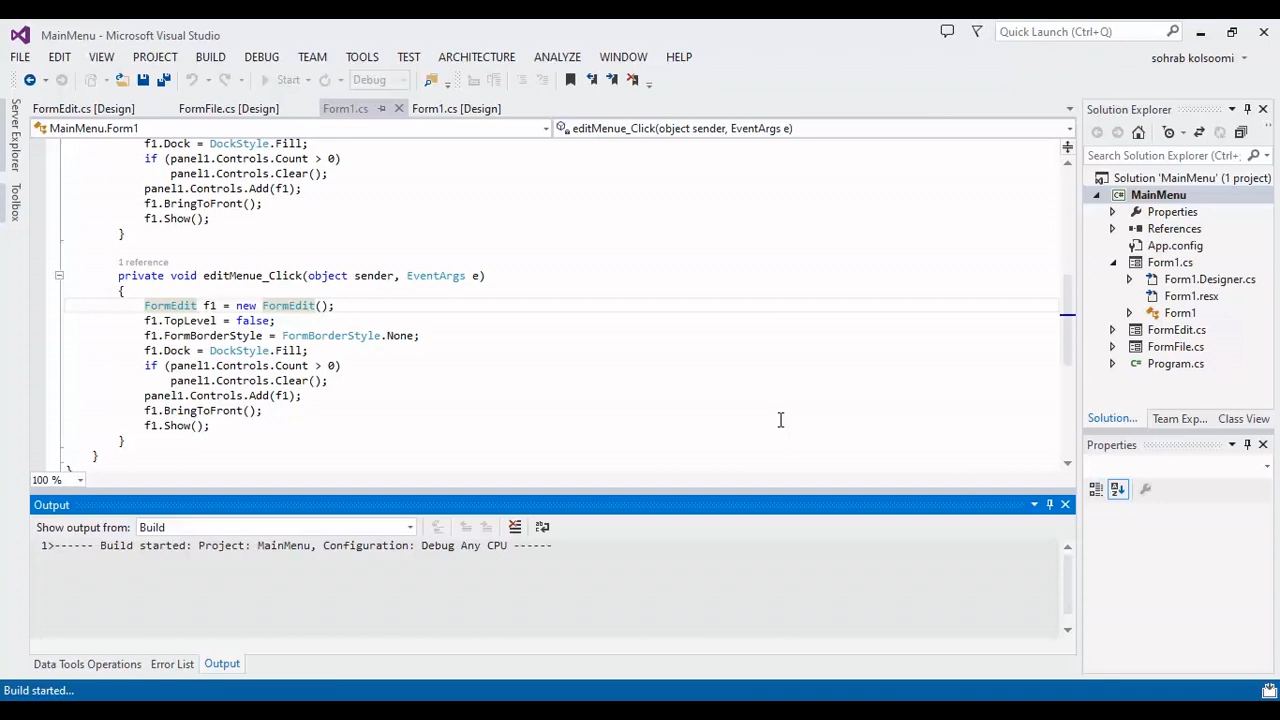 MainMenu - Microsoft Visual Studio
Quick Launch (Ctrl+Q)
FILE EDIT VIEW PROJECT BUILD DEBUG TEAM TOOLS TEST ARCHITECTURE ANALYZE WINDOW HELP
sohrab kolsoomi
Start Debug
Server Explorer
Toolbox
FormEdit.cs [Design] FormFile.cs [Design] Form1.cs Form1.cs [Design]
MainMenu.Form1 editMenue_Click(object sender, EventArgs e)
f1.Dock = DockStyle.Fill;
if (panel1.Controls.Count > 0)
panel1.Controls.Clear();
panel1.Controls.Add(f1);
f1.BringToFront();
f1.Show();
}
1 reference
private void editMenue_Click(object sender, EventArgs e)
{
FormEdit f1 = new FormEdit();
f1.TopLevel = false;
f1.FormBorderStyle = FormBorderStyle.None;
f1.Dock = DockStyle.Fill;
if (panel1.Controls.Count > 0)
panel1.Controls.Clear();
panel1.Controls.Add(f1);
f1.BringToFront();
f1.Show();
}
}
}
100 %
Output
Show output from: Build
1>------ Build started: Project: MainMenu, Configuration: Debug Any CPU ------
Data Tools Operations Error List Output
Build started...
Solution Explorer
Search Solution Explorer (Ctrl+;
Solution 'MainMenu' (1 project)
C# MainMenu
Properties
References
App.config
Form1.cs
Form1.Designer.cs
Form1.resx
Form1
FormEdit.cs
FormFile.cs
Program.cs
Solution... Team Exp... Class View
Properties